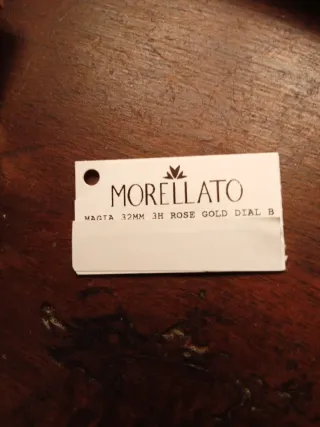 MORELLATO
MAGIA 32MM 3H ROSE GOLD DIAL B